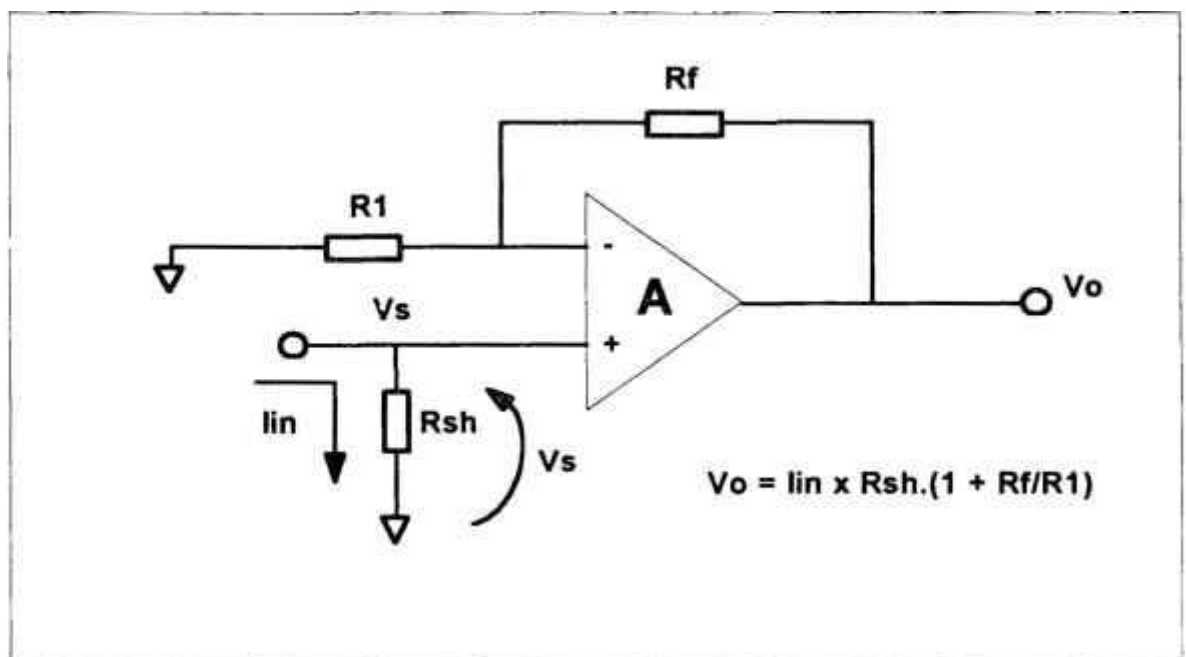 Rf
R1
-
A
Vo
Vs
+
Iin
Rsh
Vs
Vo = Iin x Rsh.(1 + Rf/R1)